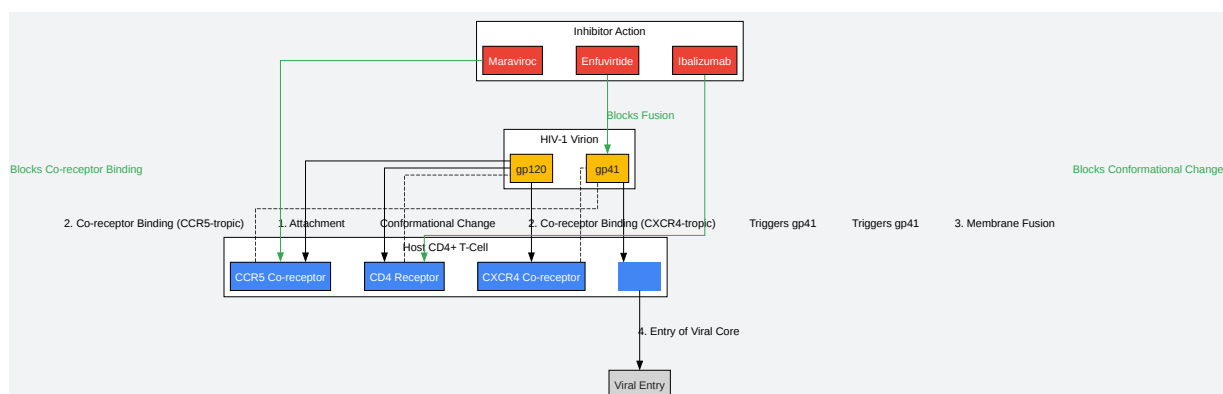 Inhibitor Action
Maraviroc
Enfuvirtide
Ibalizumab
Blocks Fusion
HIV-1 Virion
Blocks Co-receptor Binding
gp120
gp41
Blocks Conformational Change
2. Co-receptor Binding (CCR5-tropic)
1. Attachment
Conformational Change
2. Co-receptor Binding (CXCR4-tropic)
Triggers gp41
Triggers gp41
3. Membrane Fusion
Host CD4+ T-Cell
CCR5 Co-receptor
CD4 Receptor
CXCR4 Co-receptor
4. Entry of Viral Core
Viral Entry